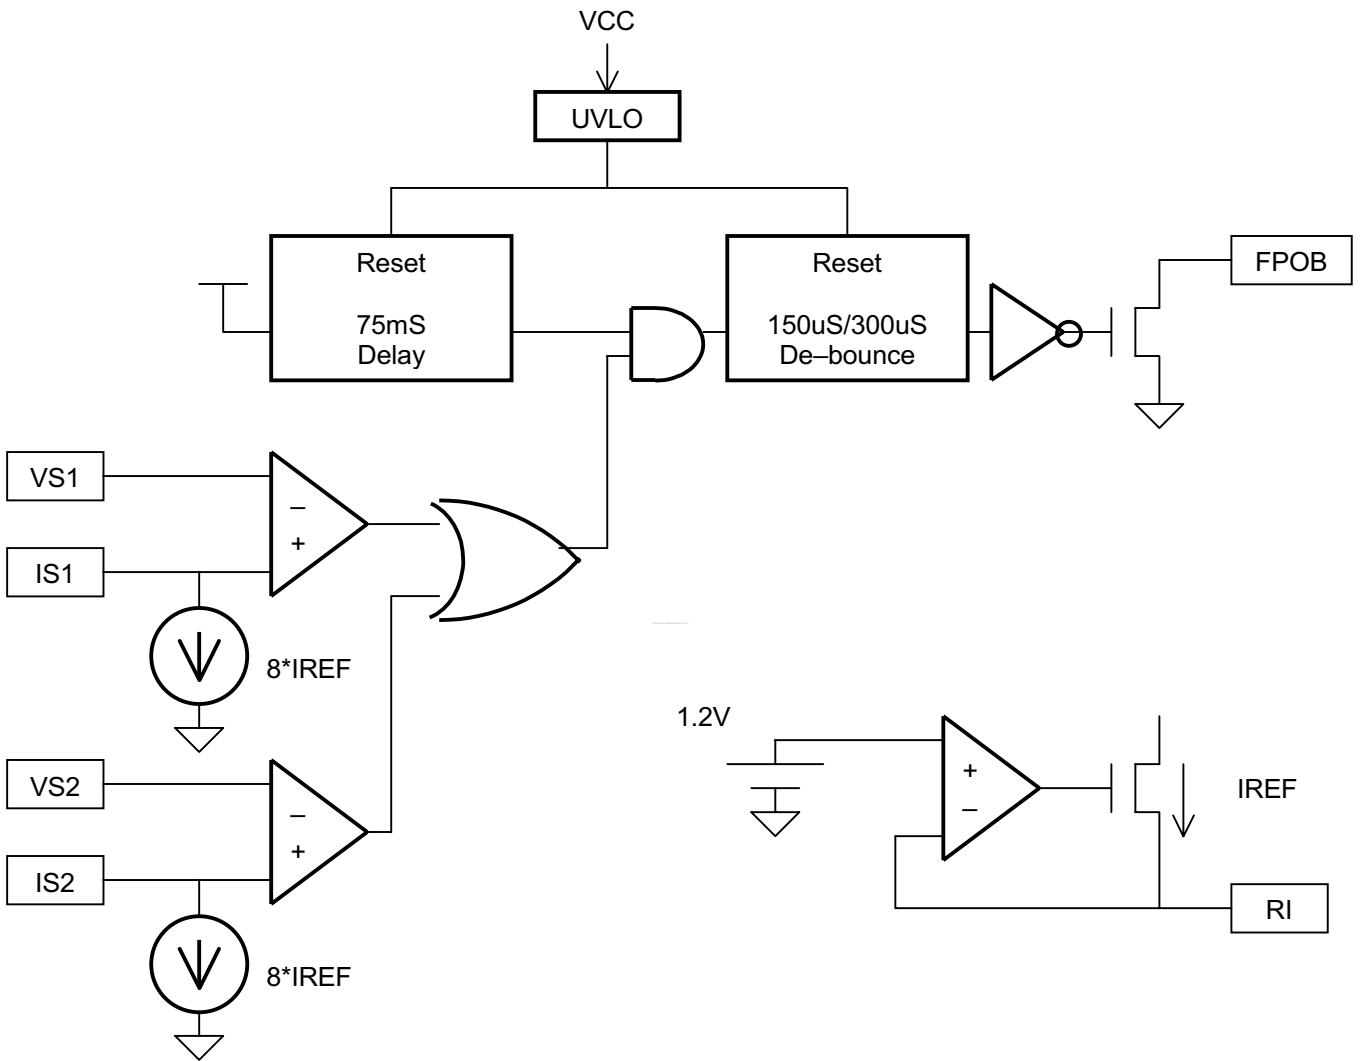 VCC
UVLO
Reset
75mS
Delay
Reset
150uS/300uS
De–bounce
FPOB
VS1
–
+
IS1
8*IREF
VS2
–
+
IS2
8*IREF
1.2V
+
–
IREF
RI